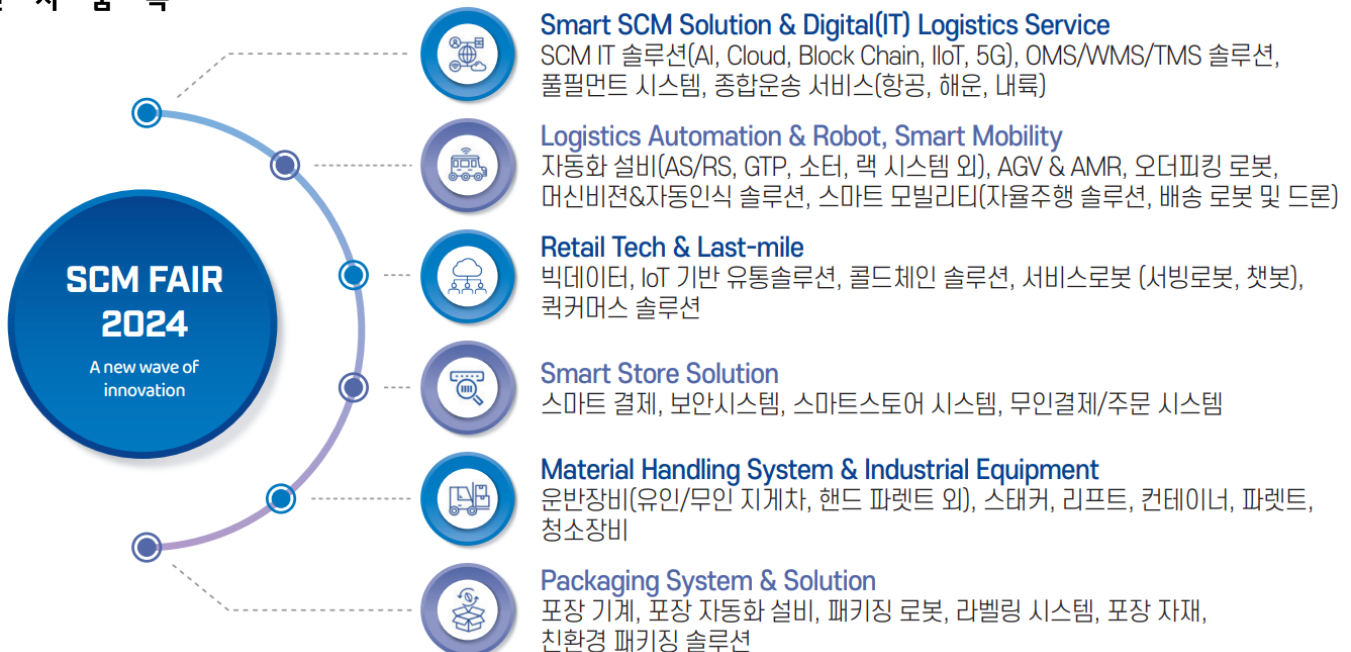 전 시 품 목
Smart SCM Solution & Digital(IT) Logistics Service
SCM IT 솔루션(AI, Cloud, Block Chain, IIoT, 5G), OMS/WMS/TMS 솔루션,
풀필먼트 시스템, 종합운송 서비스(항공, 해운, 내륙)
Logistics Automation & Robot, Smart Mobility
자동화 설비(AS/RS, GTP, 소터, 랙 시스템 외), AGV & AMR, 오더피킹 로봇,
머신비젼&자동인식 솔루션, 스마트 모빌리티(자율주행 솔루션, 배송 로봇 및 드론)
Retail Tech & Last-mile
빅데이터, IoT 기반 유통솔루션, 콜드체인 솔루션, 서비스로봇 (서빙로봇, 챗봇),
퀵커머스 솔루션
SCM FAIR
2024
A new wave of
innovation
Smart Store Solution
스마트 결제, 보안시스템, 스마트스토어 시스템, 무인결제/주문 시스템
Material Handling System & Industrial Equipment
운반장비(유인/무인 지게차, 핸드 파렛트 외), 스태커, 리프트, 컨테이너, 파렛트,
청소장비
Packaging System & Solution
포장 기계, 포장 자동화 설비, 패키징 로봇, 라벨링 시스템, 포장 자재,
친환경 패키징 솔루션